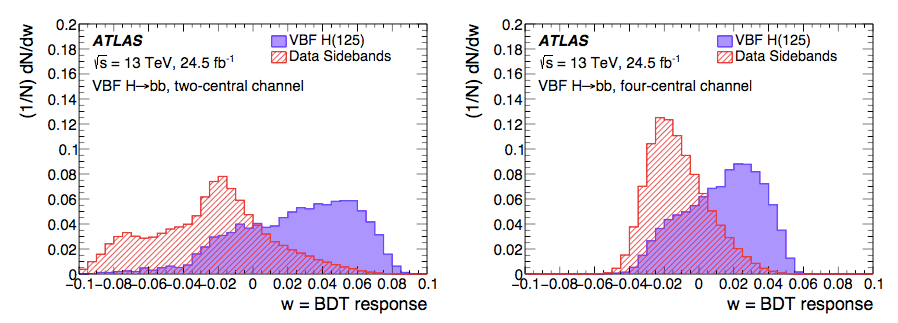 (1/N) dN/dw
0.2
0.18
0.16
0.14
0.12
0.1
0.08
0.06
0.04
0.02
0
ATLAS
√s = 13 TeV, 24.5 fb⁻¹
VBF H→bb, two-central channel
VBF H(125)
Data Sidebands
−0.1 −0.08 −0.06 −0.04 −0.02 0 0.02 0.04 0.06 0.08 0.1
w = BDT response
(1/N) dN/dw
0.2
0.18
0.16
0.14
0.12
0.1
0.08
0.06
0.04
0.02
0
ATLAS
√s = 13 TeV, 24.5 fb⁻¹
VBF H→bb, four-central channel
VBF H(125)
Data Sidebands
−0.1 −0.08 −0.06 −0.04 −0.02 0 0.02 0.04 0.06 0.08 0.1
w = BDT response